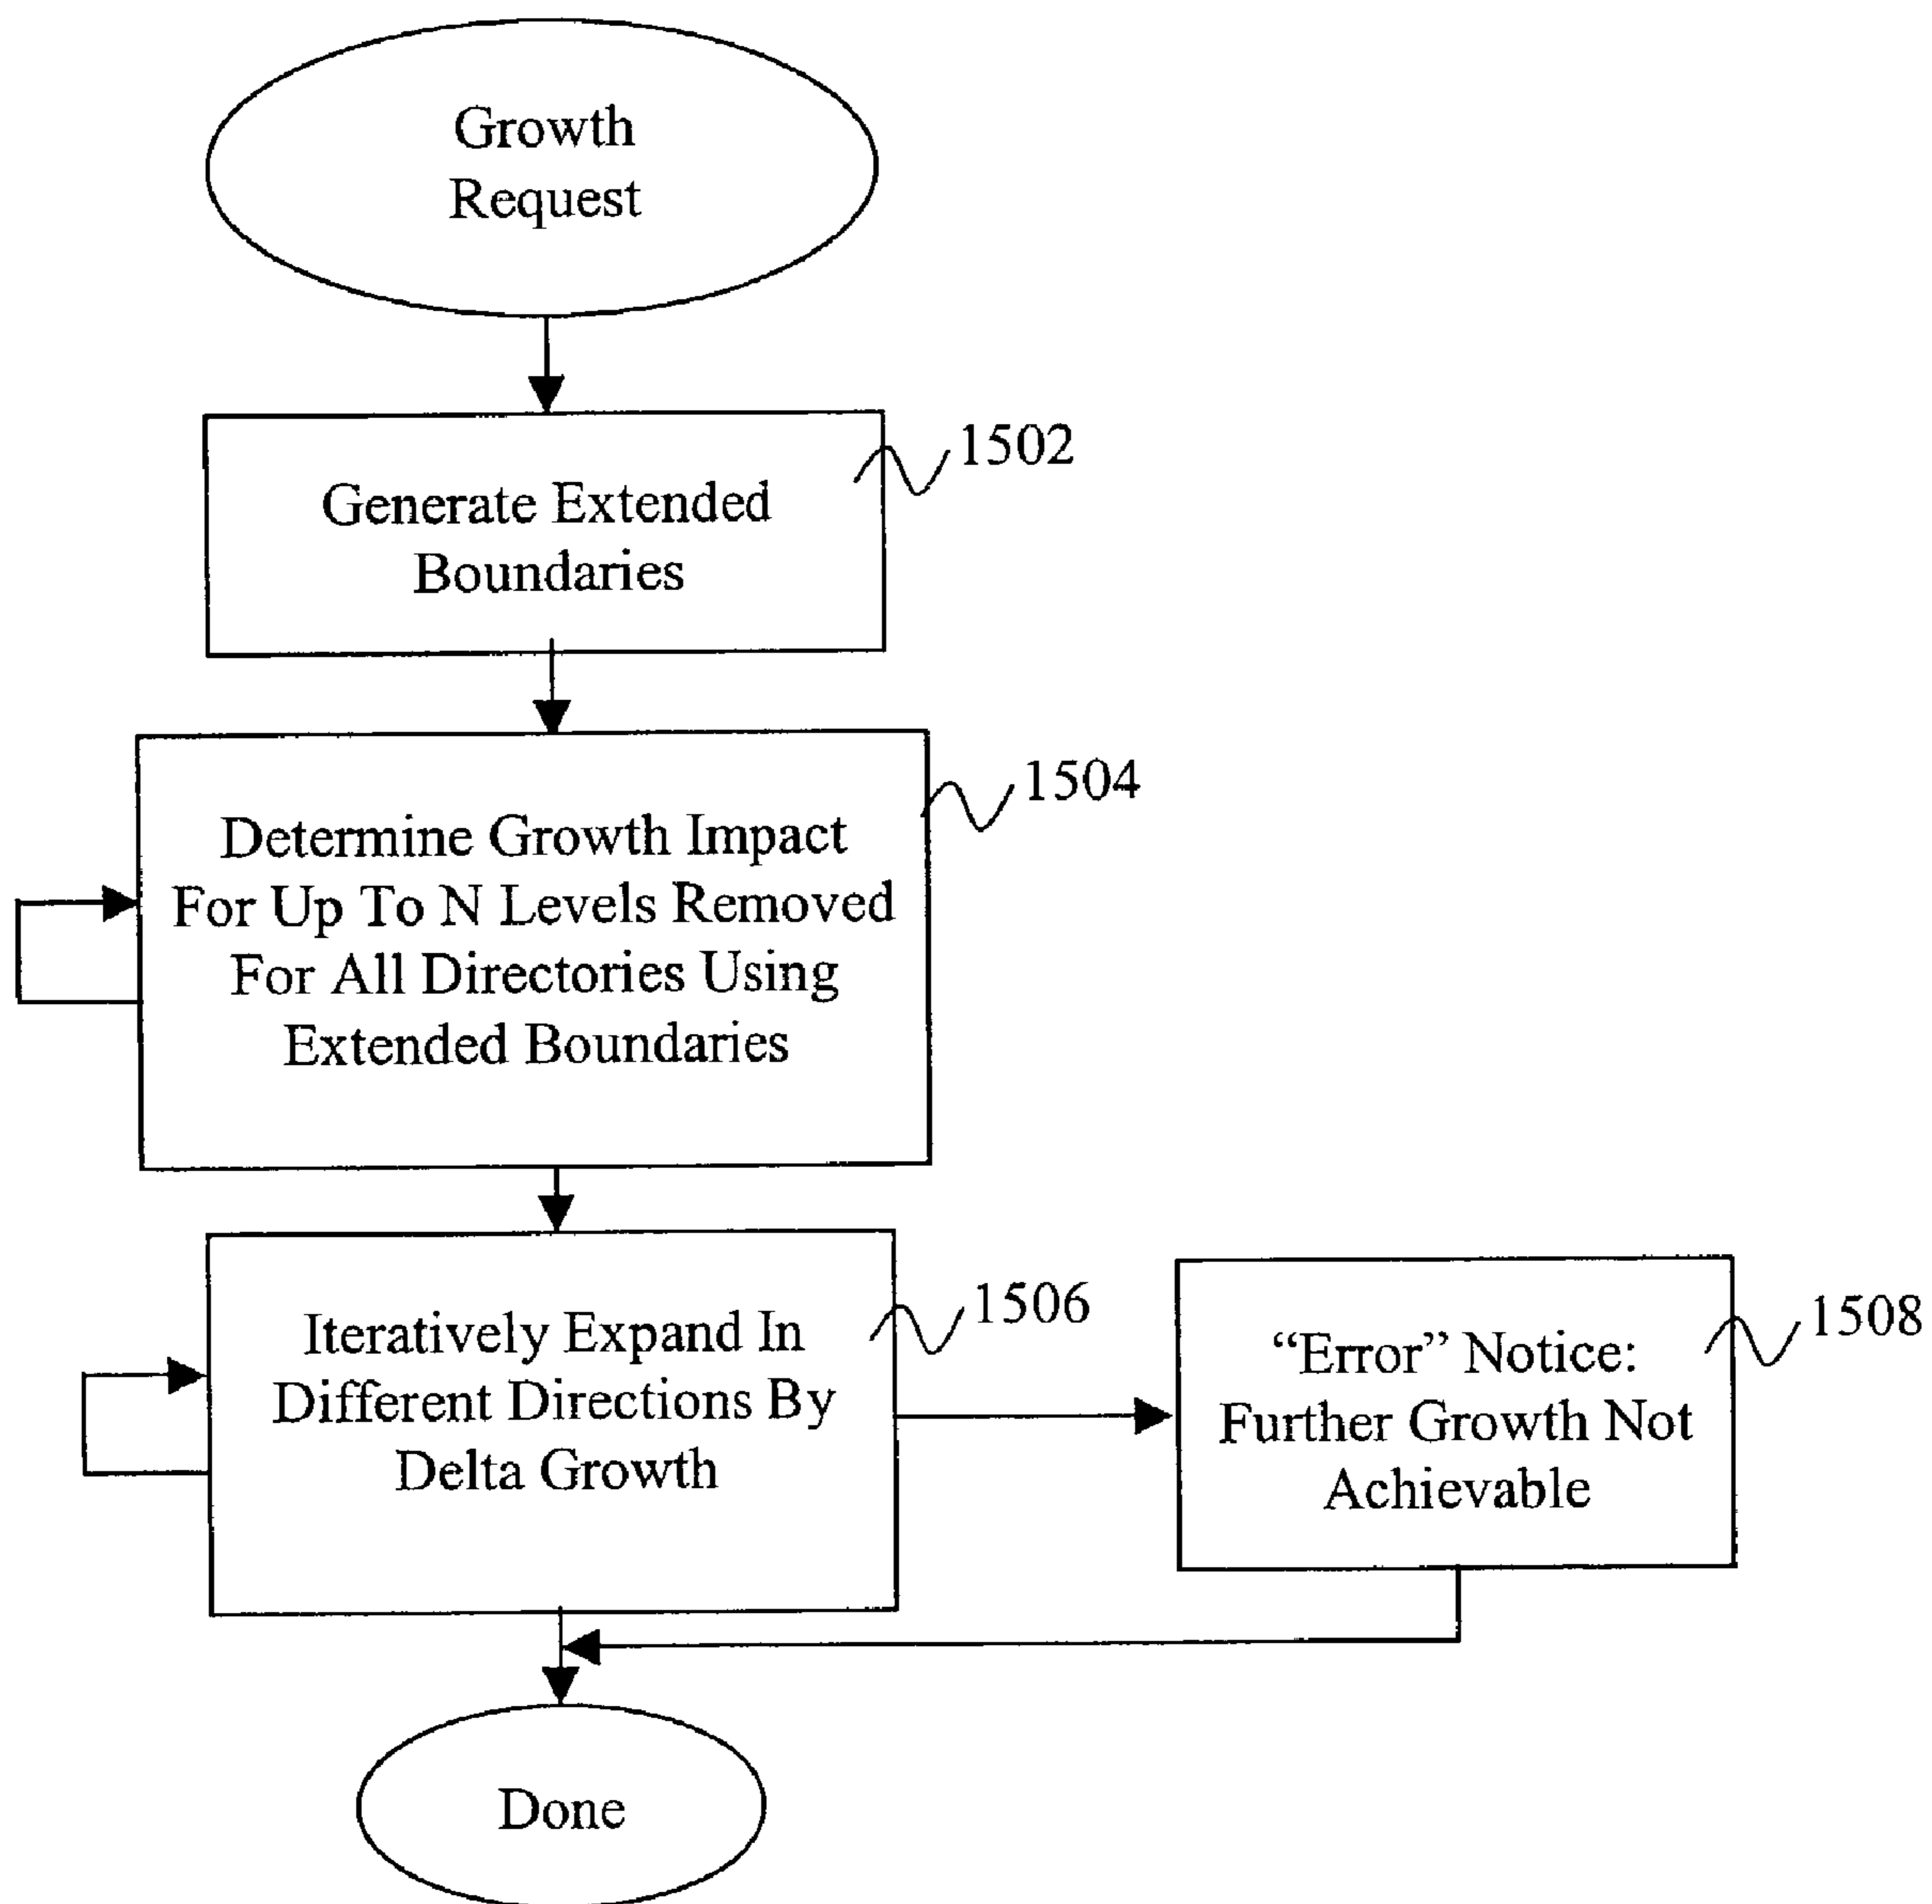 Growth
Request
1502
Generate Extended
Boundaries
1504
Determine Growth Impact
For Up To N Levels Removed
For All Directories Using
Extended Boundaries
1506
Iteratively Expand In
Different Directions By
Delta Growth
1508
“Error” Notice:
Further Growth Not
Achievable
Done